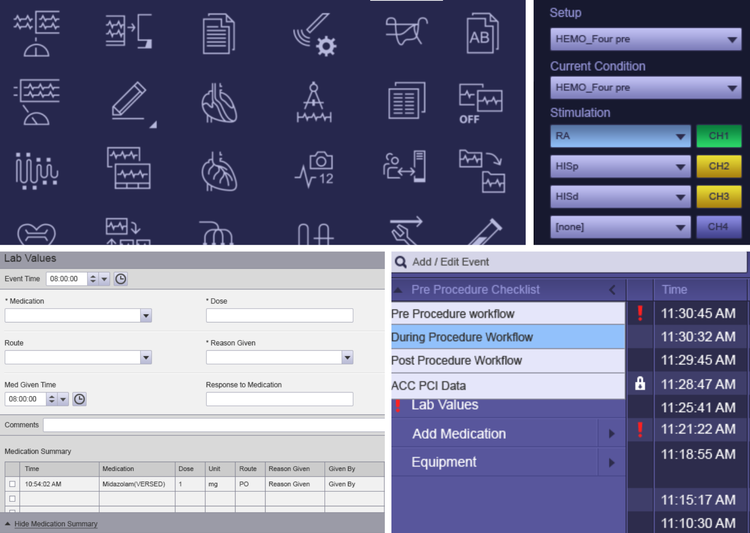 AB
OFF
12
Setup
HEMO_Four pre
Current Condition
HEMO_Four pre
Stimulation
RA CH1
HISp CH2
HISd CH3
[none] CH4
Lab Values
Event Time 08:00:00
* Medication * Dose
Route * Reason Given
Med Given Time Response to Medication
08:00:00
Comments
Medication Summary
Time Medication Dose Unit Route Reason Given Given By
10:54:02 AM Midazolam(VERSED) 1 mg PO Reason Given Given By
Hide Medication Summary
Add / Edit Event
Pre Procedure Checklist Time
Pre Procedure workflow 11:30:45 AM
During Procedure Workflow 11:30:32 AM
Post Procedure Workflow 11:29:45 AM
ACC PCI Data 11:28:47 AM
Lab Values 11:25:41 AM
Add Medication 11:21:22 AM
Equipment 11:18:55 AM
11:15:17 AM
11:10:30 AM